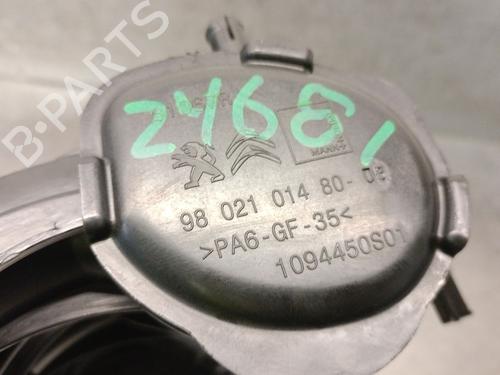 B-PARTS
24681
98 021 014 80-
>PA6-GF-35<
1094450S01